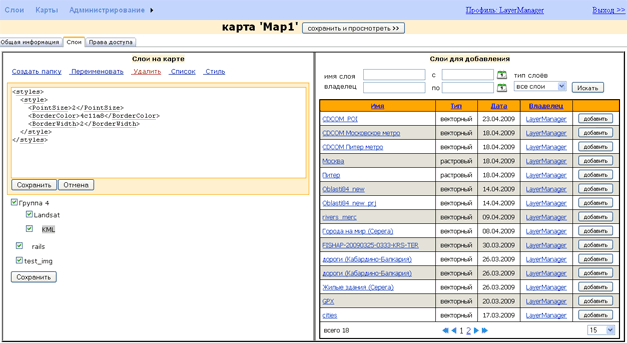 Слои Карты Администрирование Профиль: LayerManager Выход >>
карта 'Map1' сохранить и просмотреть >>
Общая информация Слои Права доступа
Слои на карте
Создать папку Переименовать Удалить Список Стиль
<styles>
<style>
<PointSize>2</PointSize>
<BorderColor>4c11a8</BorderColor>
<BorderWidth>2</BorderWidth>
</style>
</styles>
Сохранить Отмена
Группа 4
Landsat
KML
rails
test_img
Сохранить
Слои для добавления
имя слоя с тип слоёв
владелец по все слои Искать
Имя Тип Дата Владелец
CDCOM_POI векторный 23.04.2009 LayerManager добавить
CDCOM Московское метро векторный 18.04.2009 LayerManager добавить
CDCOM Питер метро векторный 18.04.2009 LayerManager добавить
Москва растровый 18.04.2009 LayerManager добавить
Питер растровый 18.04.2009 LayerManager добавить
Oblasti84_new векторный 14.04.2009 LayerManager добавить
Oblasti84_new_prj векторный 14.04.2009 LayerManager добавить
rivers_merc векторный 09.04.2009 LayerManager добавить
Города на мир (Серега) векторный 08.04.2009 LayerManager добавить
FISHAP-20090325-0333-KRS-TER векторный 30.03.2009 LayerManager добавить
дороги (Кабардино-Балкария) векторный 26.03.2009 LayerManager добавить
дороги (Кабардино-Балкария) векторный 26.03.2009 LayerManager добавить
Жилые здания (Серега) векторный 26.03.2009 LayerManager добавить
GPX векторный 20.03.2009 LayerManager добавить
cites векторный 17.03.2009 LayerManager добавить
всего 18 1 2 15